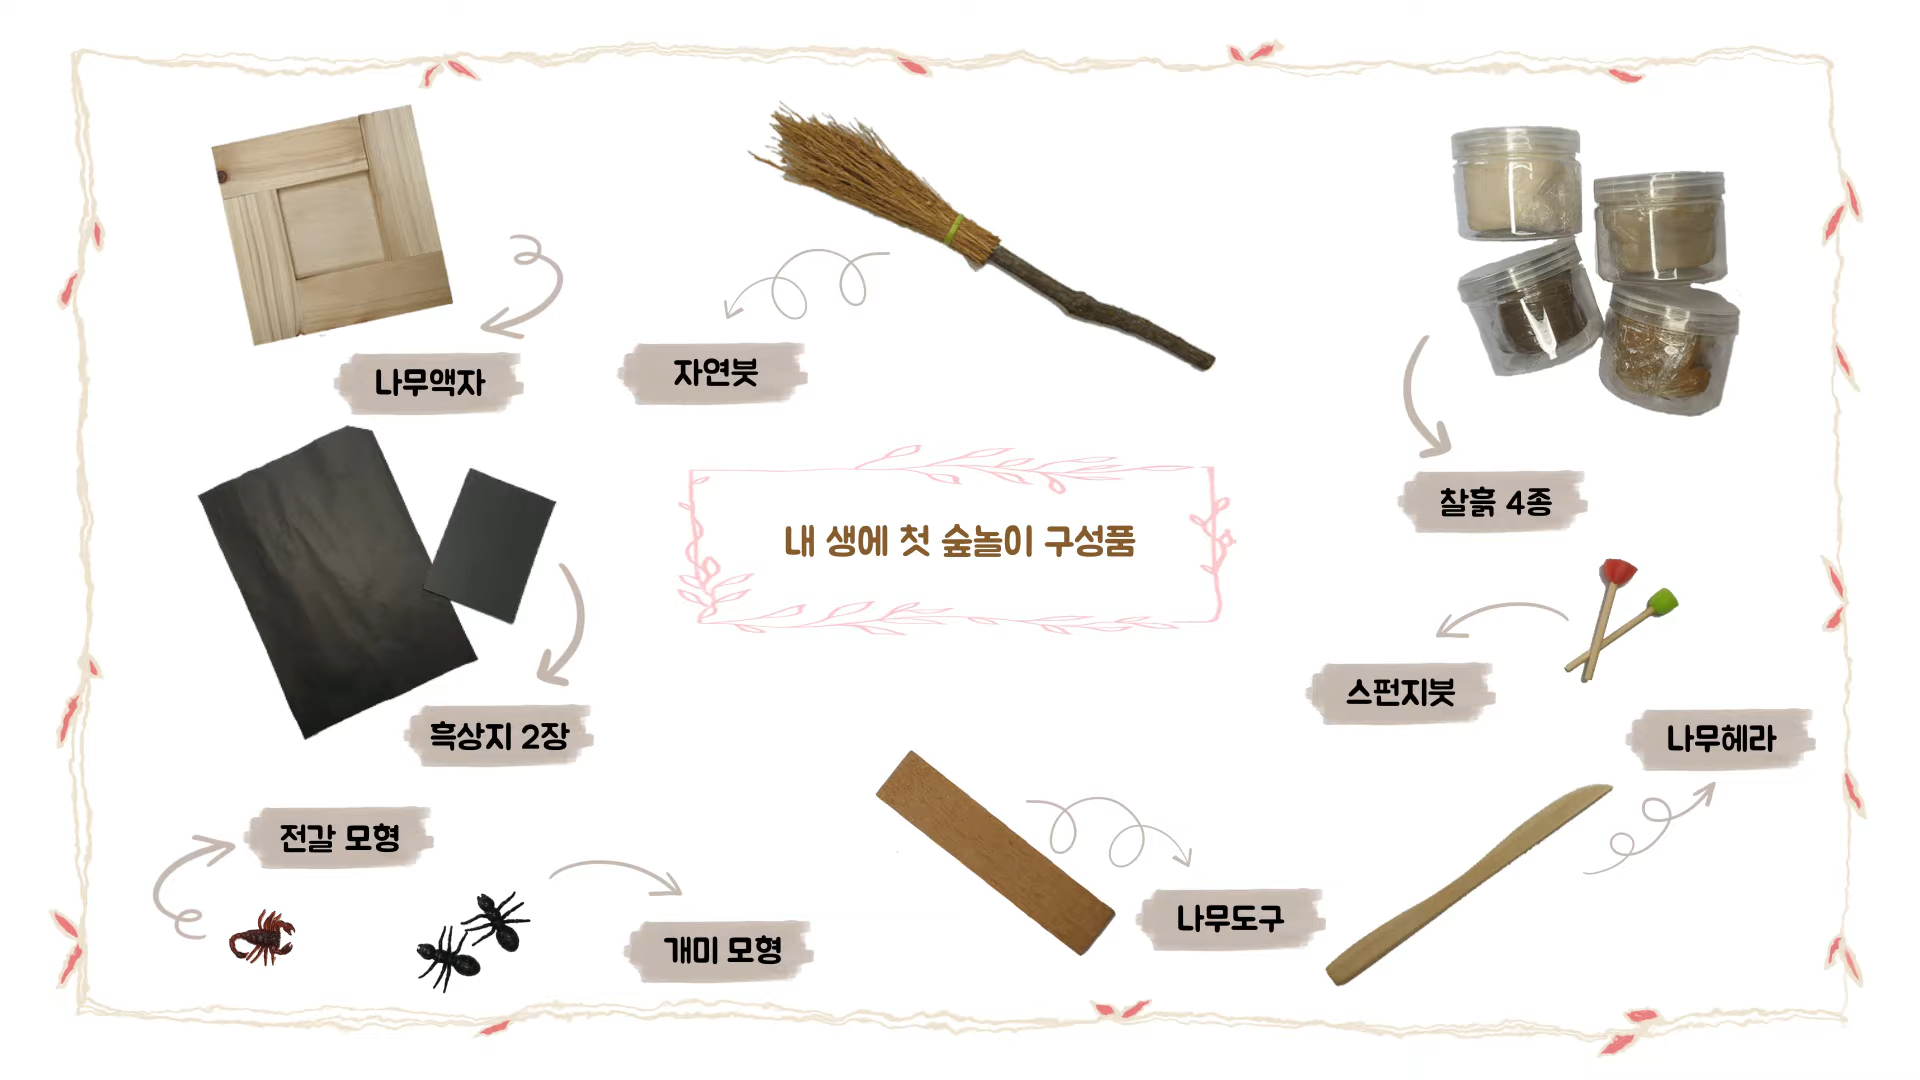 나무액자
자연붓
찰흙 4종
내 생에 첫 숲놀이 구성품
스펀지붓
흑상지 2장
나무헤라
전갈 모형
개미 모형
나무도구